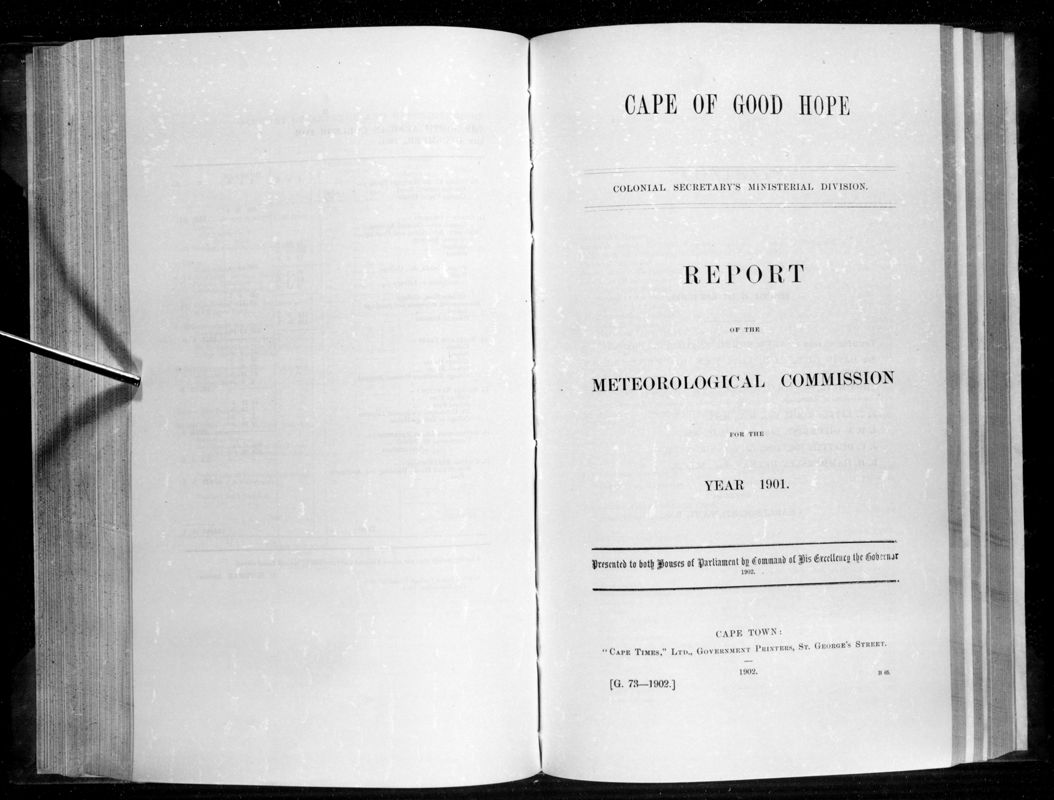 CAPE OF GOOD HOPE
COLONIAL SECRETARY'S MINISTERIAL DIVISION.
REPORT
OF THE
METEOROLOGICAL COMMISSION
FOR THE
YEAR 1901.
Presented to both Houses of Parliament by Command of His Excellency the Governor
1902.
CAPE TOWN:
"CAPE TIMES," LTD., GOVERNMENT PRINTERS, ST. GEORGE'S STREET.
1902.
[G. 73—1902.]